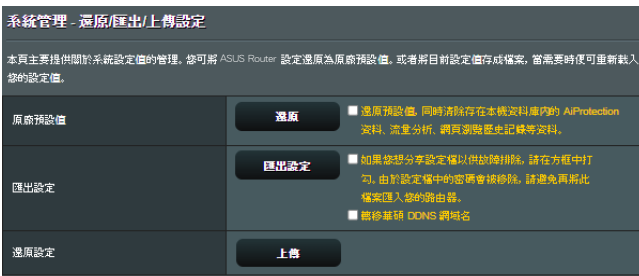 系統管理 - 還原/匯出/上傳設定
本頁主要提供關於系統設定值的管理。您可將 ASUS Router 設定還原為原廠預設值。或者將目前設定值存成檔案，當需要時便可重新載入
您的設定值。
原廠預設值
還原
還原預設值，同時清除存在本機資料庫內的 AiProtection
資料、流量分析、網頁瀏覽歷史記錄等資料。
匯出設定
匯出設定
如果您想分享設定檔以供故障排除，請在方框中打
勾。由於設定檔中的密碼會被移除，請避免再將此
檔案匯入您的路由器。
轉移華碩 DDNS 網域名
還原設定
上傳